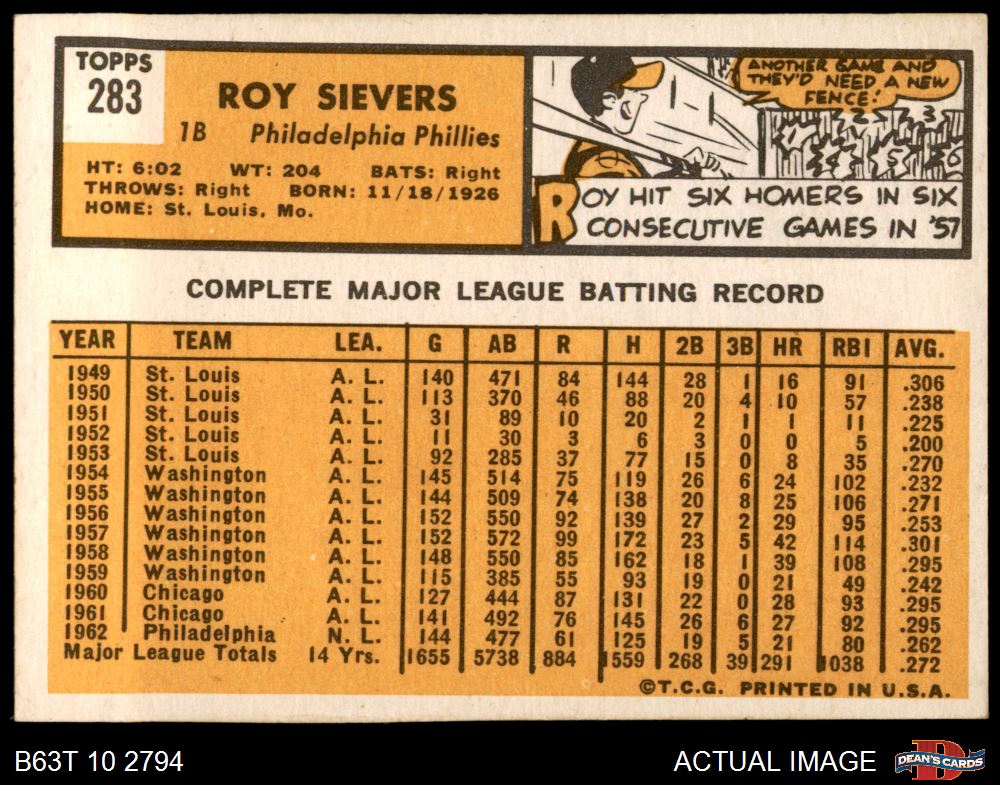 TOPPS
283
ROY SIEVERS
1B Philadelphia Phillies
HT: 6:02 WT: 204 BATS: Right
THROWS: Right BORN: 11/18/1926
HOME: St. Louis, Mo.
ANOTHER GAME AND
THEY'D NEED A NEW
FENCE!
1 2 3
4 5 6
ROY HIT SIX HOMERS IN SIX
CONSECUTIVE GAMES IN '57
COMPLETE MAJOR LEAGUE BATTING RECORD
YEAR TEAM LEA. G AB R H 2B 3B HR RBI AVG.
1949 St. Louis A. L. 140 471 84 144 28 1 16 91 .306
1950 St. Louis A. L. 113 370 46 88 20 4 10 57 .238
1951 St. Louis A. L. 31 89 10 20 2 1 1 11 .225
1952 St. Louis A. L. 11 30 3 6 3 0 0 5 .200
1953 St. Louis A. L. 92 285 37 77 15 0 8 35 .270
1954 Washington A. L. 145 514 75 119 26 6 24 102 .232
1955 Washington A. L. 144 509 74 138 20 8 25 106 .271
1956 Washington A. L. 152 550 92 139 27 2 29 95 .253
1957 Washington A. L. 152 572 99 172 23 5 42 114 .301
1958 Washington A. L. 148 550 85 162 18 1 39 108 .295
1959 Washington A. L. 115 385 55 93 19 0 21 49 .242
1960 Chicago A. L. 127 444 87 131 22 0 28 93 .295
1961 Chicago A. L. 141 492 76 145 26 6 27 92 .295
1962 Philadelphia N. L. 144 477 61 125 19 5 21 80 .262
Major League Totals 14 Yrs. 1655 5738 884 1559 268 39 291 1038 .272
©T.C.G. PRINTED IN U.S.A.
B63T 10 2794 ACTUAL IMAGE
DEAN'S CARDS